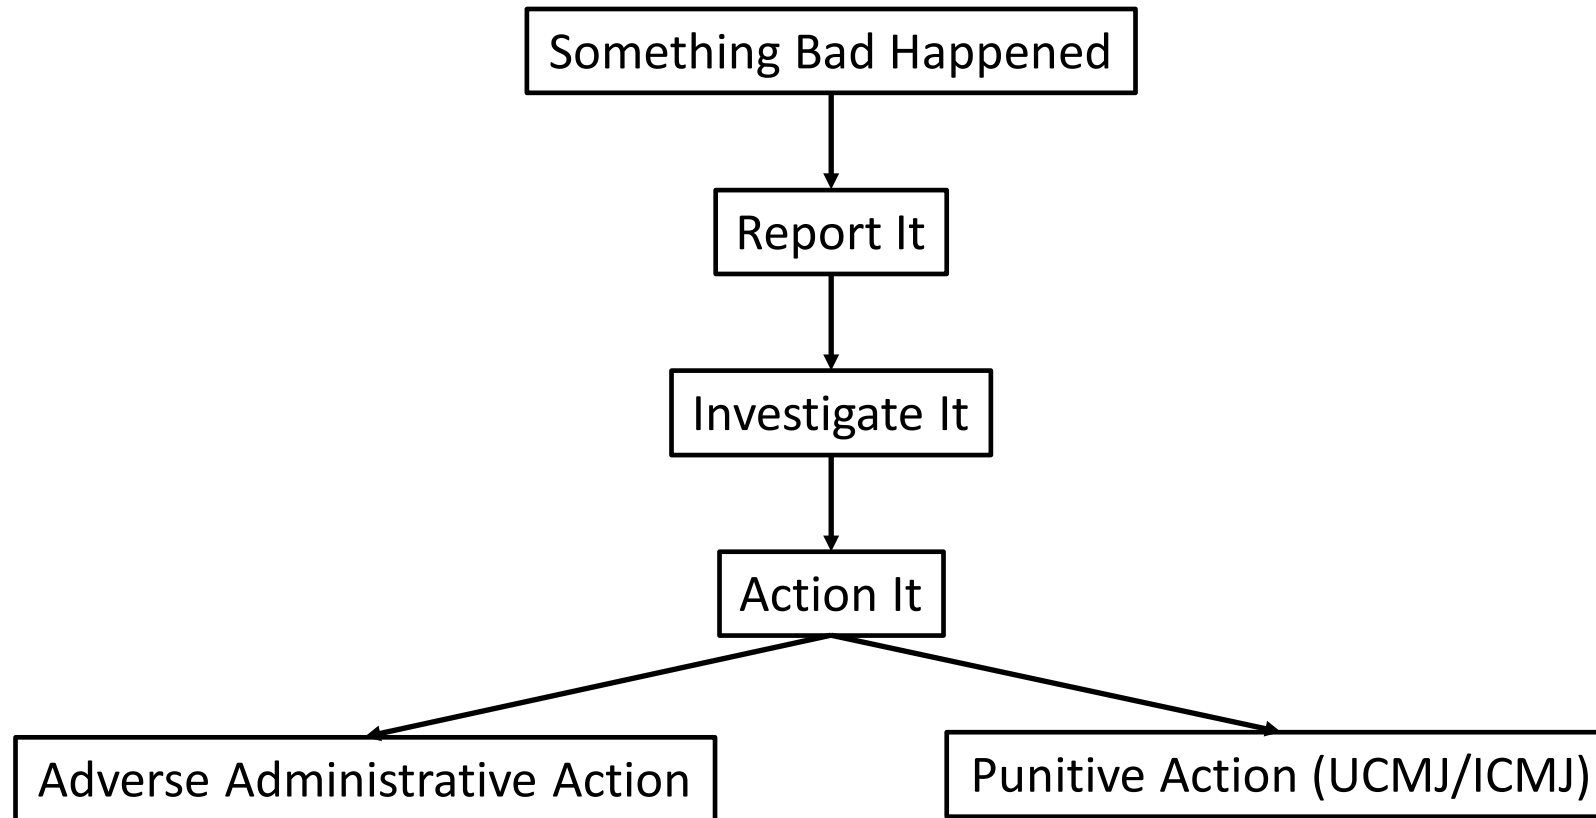 Something Bad Happened
Report It
Investigate It
Action It
Adverse Administrative Action
Punitive Action (UCMJ/ICMJ)